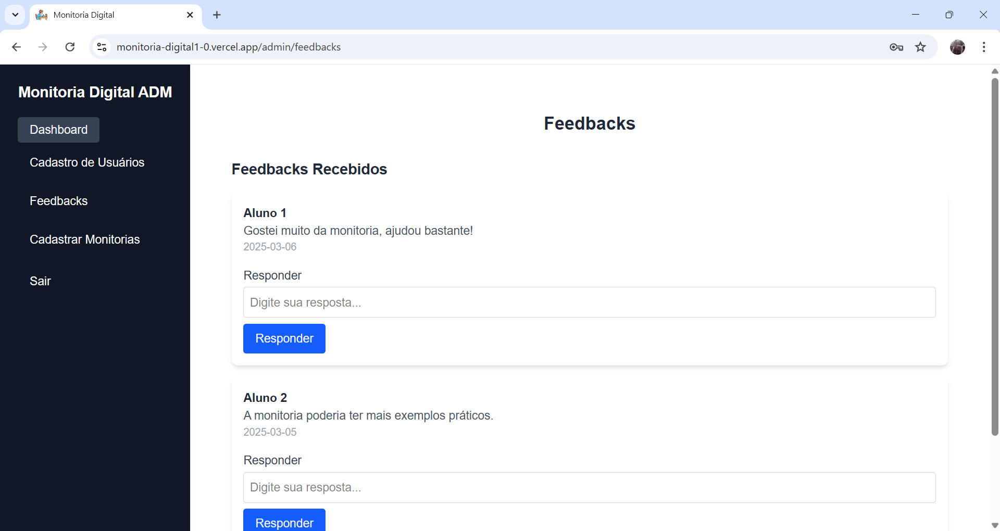 Monitoria Digital
monitoria-digital1-0.vercel.app/admin/feedbacks
Monitoria Digital ADM
Dashboard
Cadastro de Usuários
Feedbacks
Cadastrar Monitorias
Sair
Feedbacks
Feedbacks Recebidos
Aluno 1
Gostei muito da monitoria, ajudou bastante!
2025-03-06
Responder
Digite sua resposta...
Responder
Aluno 2
A monitoria poderia ter mais exemplos práticos.
2025-03-05
Responder
Digite sua resposta...
Responder